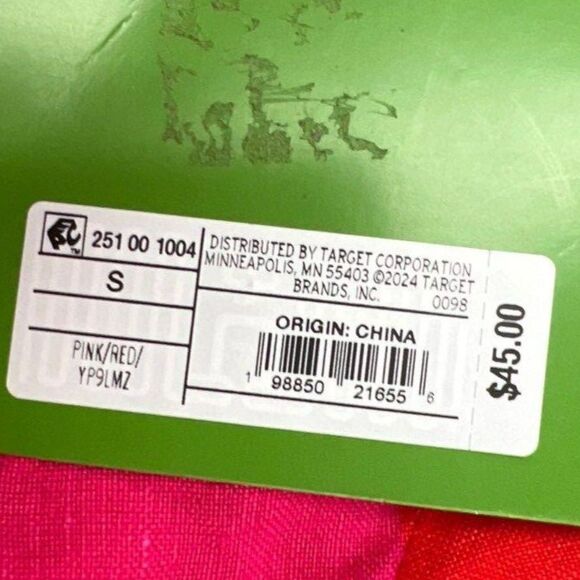 TM 251 00 1004
S
PINK/RED/
YP9LMZ
DISTRIBUTED BY TARGET CORPORATION
MINNEAPOLIS, MN 55403 ©2024 TARGET
BRANDS, INC. 0098
ORIGIN: CHINA
1 98850 21655 6
$45.00